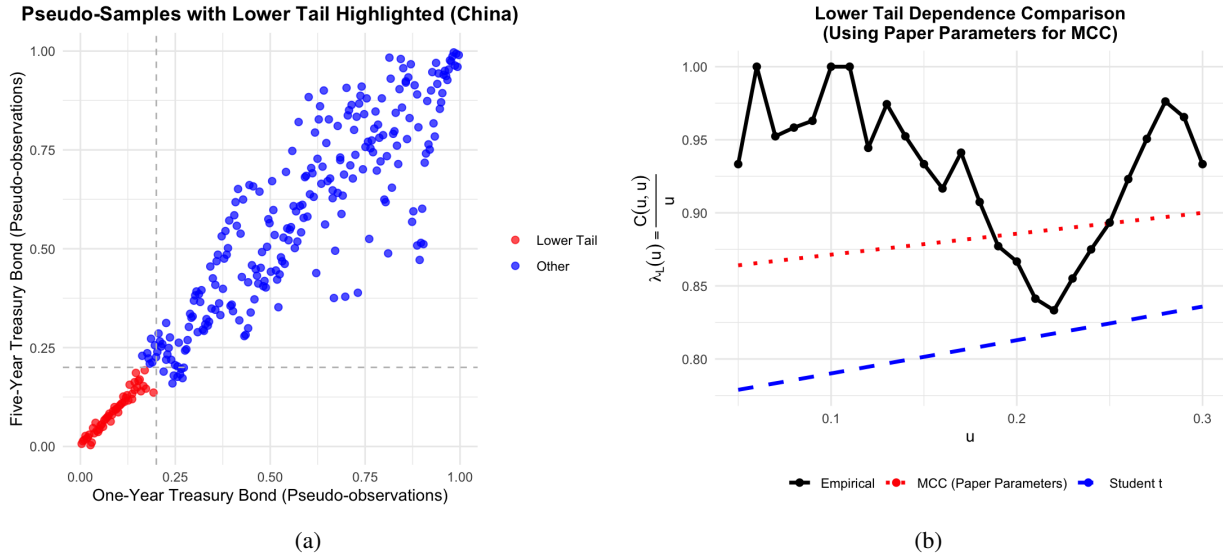 Pseudo-Samples with Lower Tail Highlighted (China)
Five-Year Treasury Bond (Pseudo-observations)
1.00
0.75
0.50
0.25
0.00
0.00 0.25 0.50 0.75 1.00
One-Year Treasury Bond (Pseudo-observations)
Lower Tail
Other
(a)
Lower Tail Dependence Comparison
(Using Paper Parameters for MCC)
λL(u) = C(u, u) / u
1.00
0.95
0.90
0.85
0.80
0.1 0.2 0.3
u
Empirical MCC (Paper Parameters) Student t
(b)